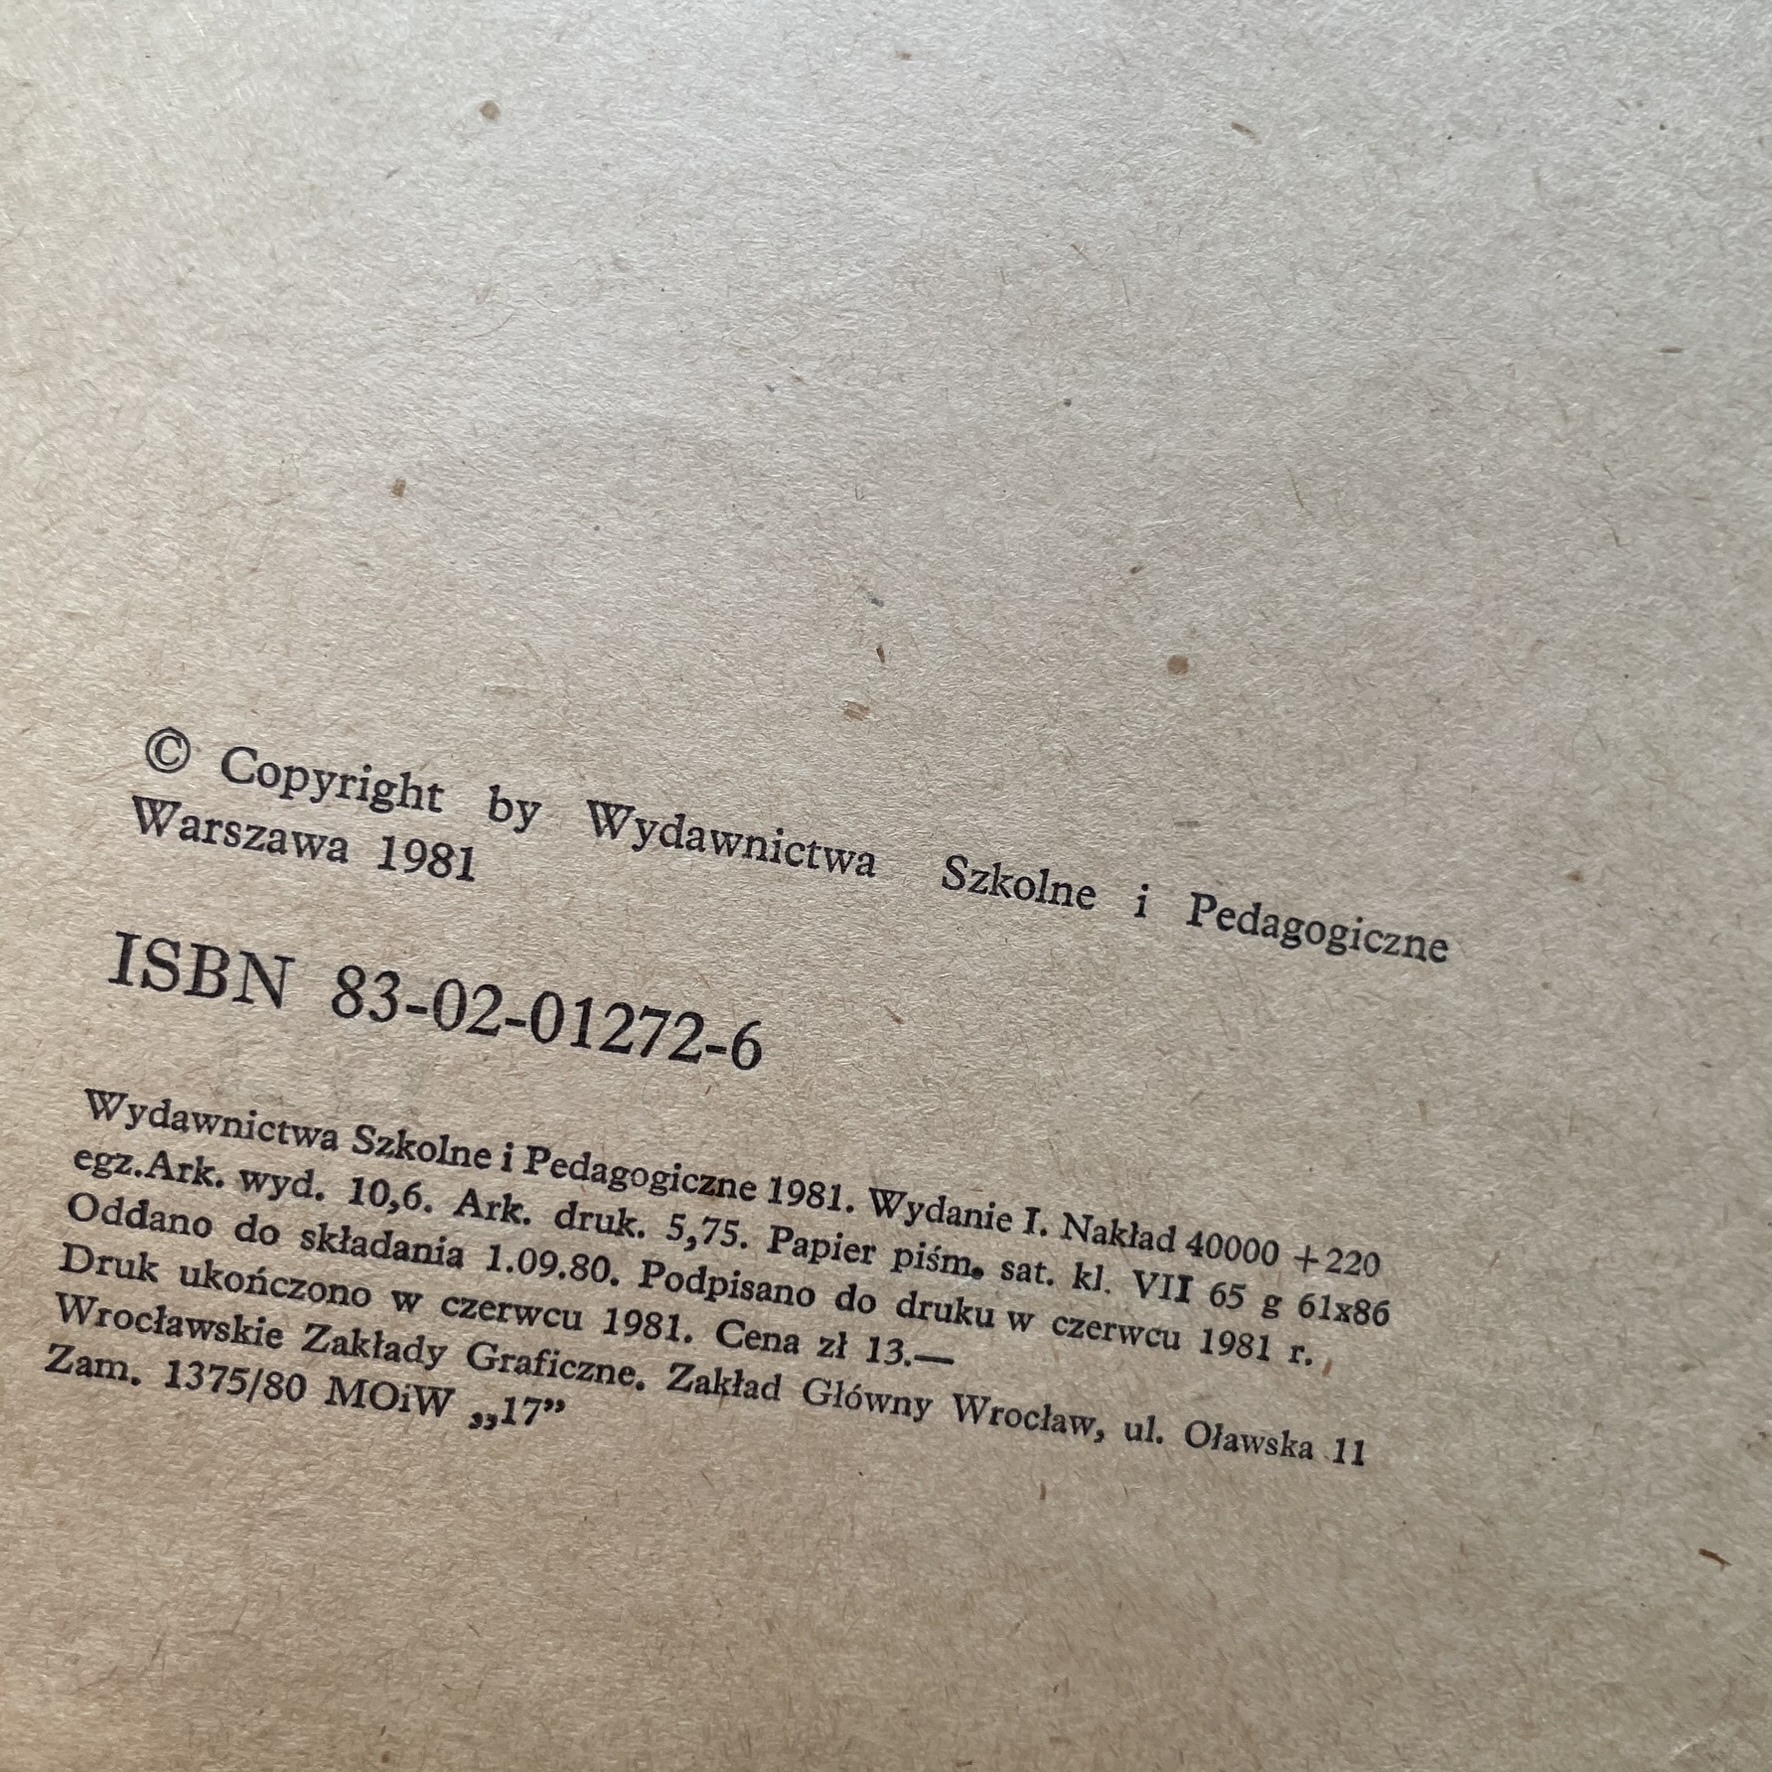 © Copyright by Wydawnictwa Szkolne i Pedagogiczne
Warszawa 1981
ISBN 83-02-01272-6
Wydawnictwa Szkolne i Pedagogiczne 1981. Wydanie I. Nakład 40000 +220
egz.Ark. wyd. 10,6. Ark. druk. 5,75. Papier piśm. sat. kl. VII 65 g 61x86
Oddano do składania 1.09.80. Podpisano do druku w czerwcu 1981 r.
Druk ukończono w czerwcu 1981. Cena zł 13.—
Wrocławskie Zakłady Graficzne. Zakład Główny Wrocław, ul. Oławska 11
Zam. 1375/80 MOiW „17”